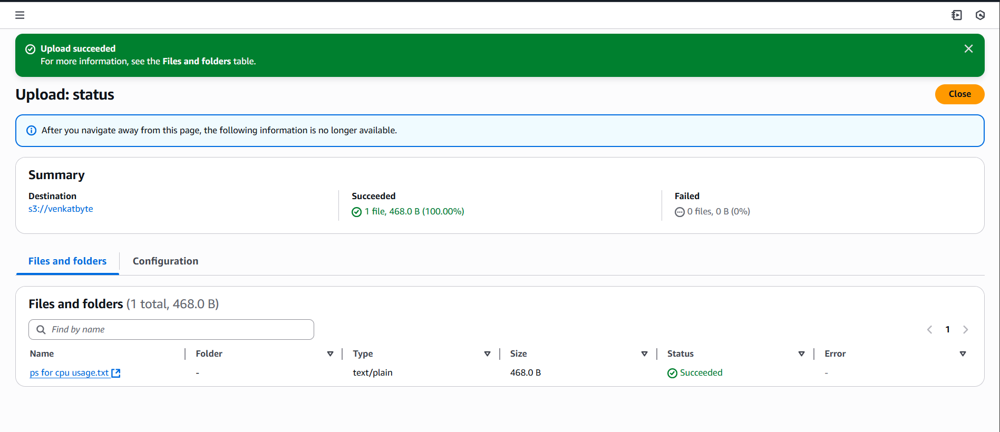 Upload succeeded
For more information, see the Files and folders table.
Upload: status
Close
After you navigate away from this page, the following information is no longer available.
Summary
Destination
s3://venkatbyte
Succeeded
1 file, 468.0 B (100.00%)
Failed
0 files, 0 B (0%)
Files and folders
Configuration
Files and folders (1 total, 468.0 B)
Find by name
1
Name Folder Type Size Status Error
ps for cpu usage.txt - text/plain 468.0 B Succeeded -